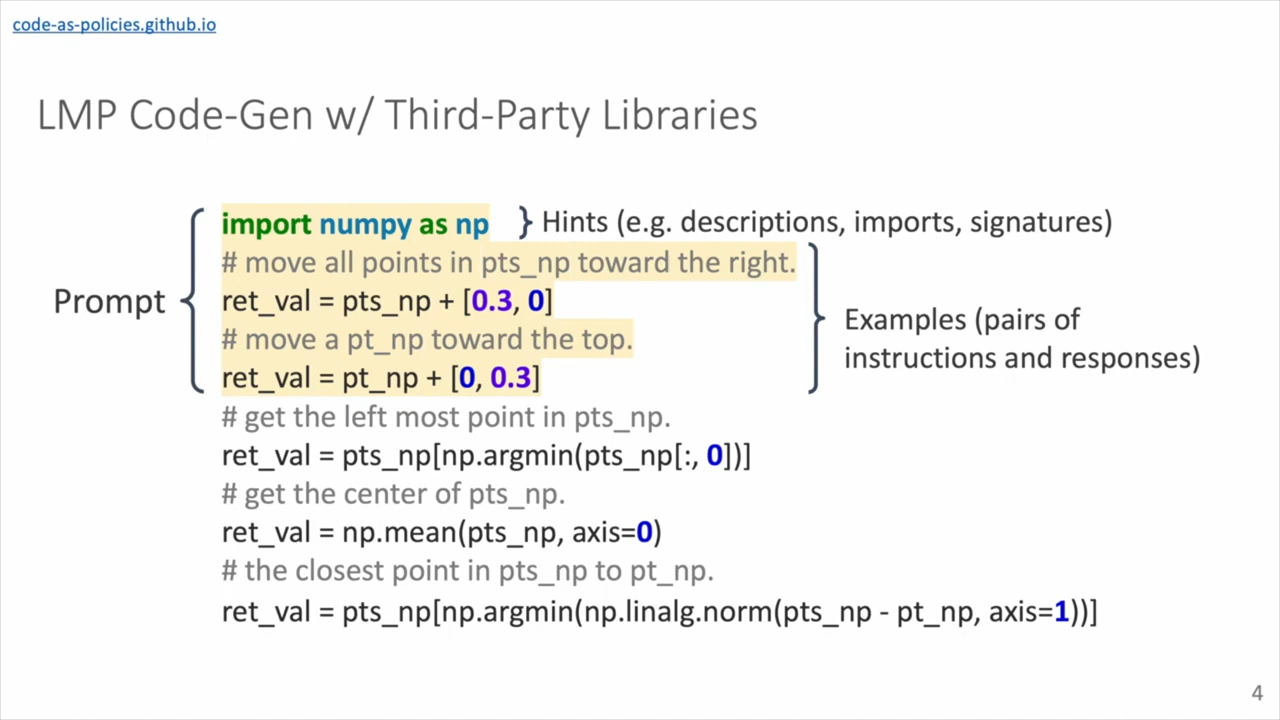 code-as-policies.github.io
LMP Code-Gen w/ Third-Party Libraries
Prompt
import numpy as np
} Hints (e.g. descriptions, imports, signatures)
# move all points in pts_np toward the right.
ret_val = pts_np + [0.3, 0]
# move a pt_np toward the top.
ret_val = pt_np + [0, 0.3]
Examples (pairs of
instructions and responses)
# get the left most point in pts_np.
ret_val = pts_np[np.argmin(pts_np[:, 0])]
# get the center of pts_np.
ret_val = np.mean(pts_np, axis=0)
# the closest point in pts_np to pt_np.
ret_val = pts_np[np.argmin(np.linalg.norm(pts_np - pt_np, axis=1))]
4